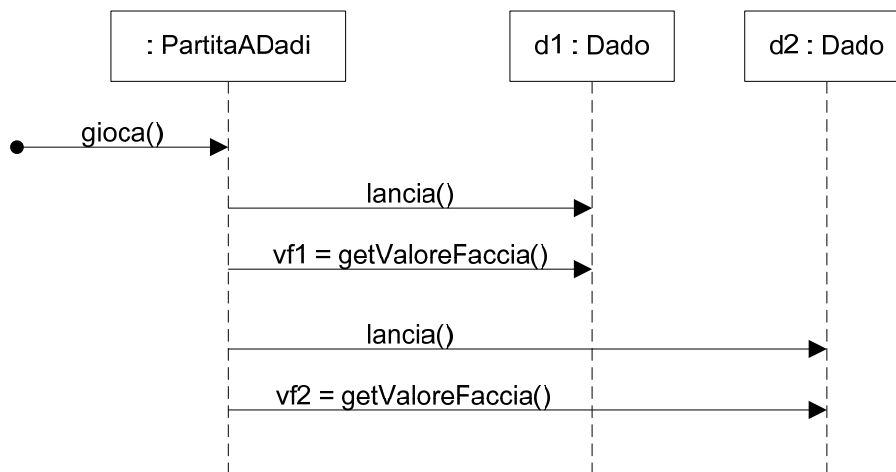 : PartitaADadi
d1 : Dado
d2 : Dado
gioca()
lancia()
vf1 = getValoreFaccia()
lancia()
vf2 = getValoreFaccia()